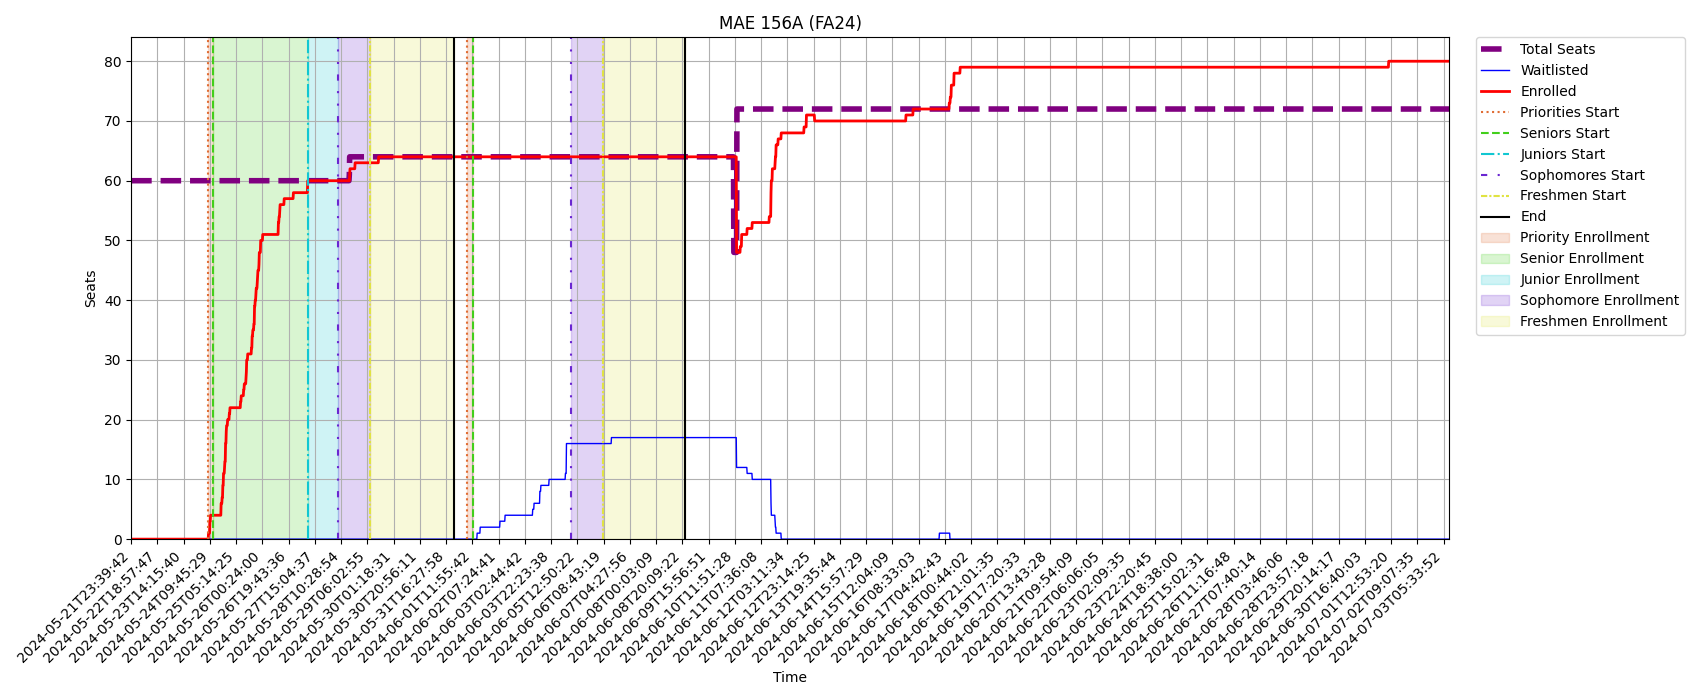 MAE 156A (FA24)
Seats
80
70
60
50
40
30
20
10
0
2024-05-21T23:39:42
2024-05-22T18:57:47
2024-05-23T14:15:40
2024-05-24T09:45:29
2024-05-25T05:14:25
2024-05-26T00:24:00
2024-05-26T19:43:36
2024-05-27T15:04:37
2024-05-28T10:28:54
2024-05-29T06:02:55
2024-05-30T01:18:31
2024-05-30T20:56:11
2024-05-31T16:27:58
2024-06-01T11:55:42
2024-06-02T07:24:41
2024-06-03T02:44:42
2024-06-03T22:23:38
2024-06-05T12:50:22
2024-06-06T08:43:19
2024-06-07T04:27:56
2024-06-08T00:03:09
2024-06-08T20:09:22
2024-06-09T15:56:51
2024-06-10T11:51:28
2024-06-11T07:36:08
2024-06-12T03:11:34
2024-06-12T23:14:25
2024-06-13T19:35:44
2024-06-14T15:57:29
2024-06-15T12:04:09
2024-06-16T08:33:03
2024-06-17T04:42:43
2024-06-18T00:44:02
2024-06-18T21:01:35
2024-06-19T17:20:33
2024-06-20T13:43:28
2024-06-21T09:54:09
2024-06-22T06:06:05
2024-06-23T02:09:35
2024-06-23T22:20:45
2024-06-24T18:38:00
2024-06-25T15:02:31
2024-06-26T11:16:48
2024-06-27T07:40:14
2024-06-28T03:46:06
2024-06-28T23:57:18
2024-06-29T20:14:17
2024-06-30T16:40:03
2024-07-01T12:53:20
2024-07-02T09:07:35
2024-07-03T05:33:52
Time
Total Seats
Waitlisted
Enrolled
Priorities Start
Seniors Start
Juniors Start
Sophomores Start
Freshmen Start
End
Priority Enrollment
Senior Enrollment
Junior Enrollment
Sophomore Enrollment
Freshmen Enrollment